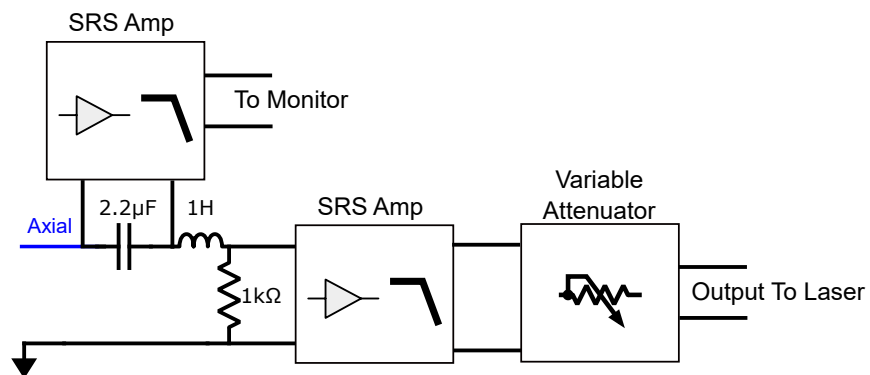 SRS Amp
To Monitor
2.2μF
1H
Axial
SRS Amp
Variable
Attenuator
1kΩ
Output To Laser